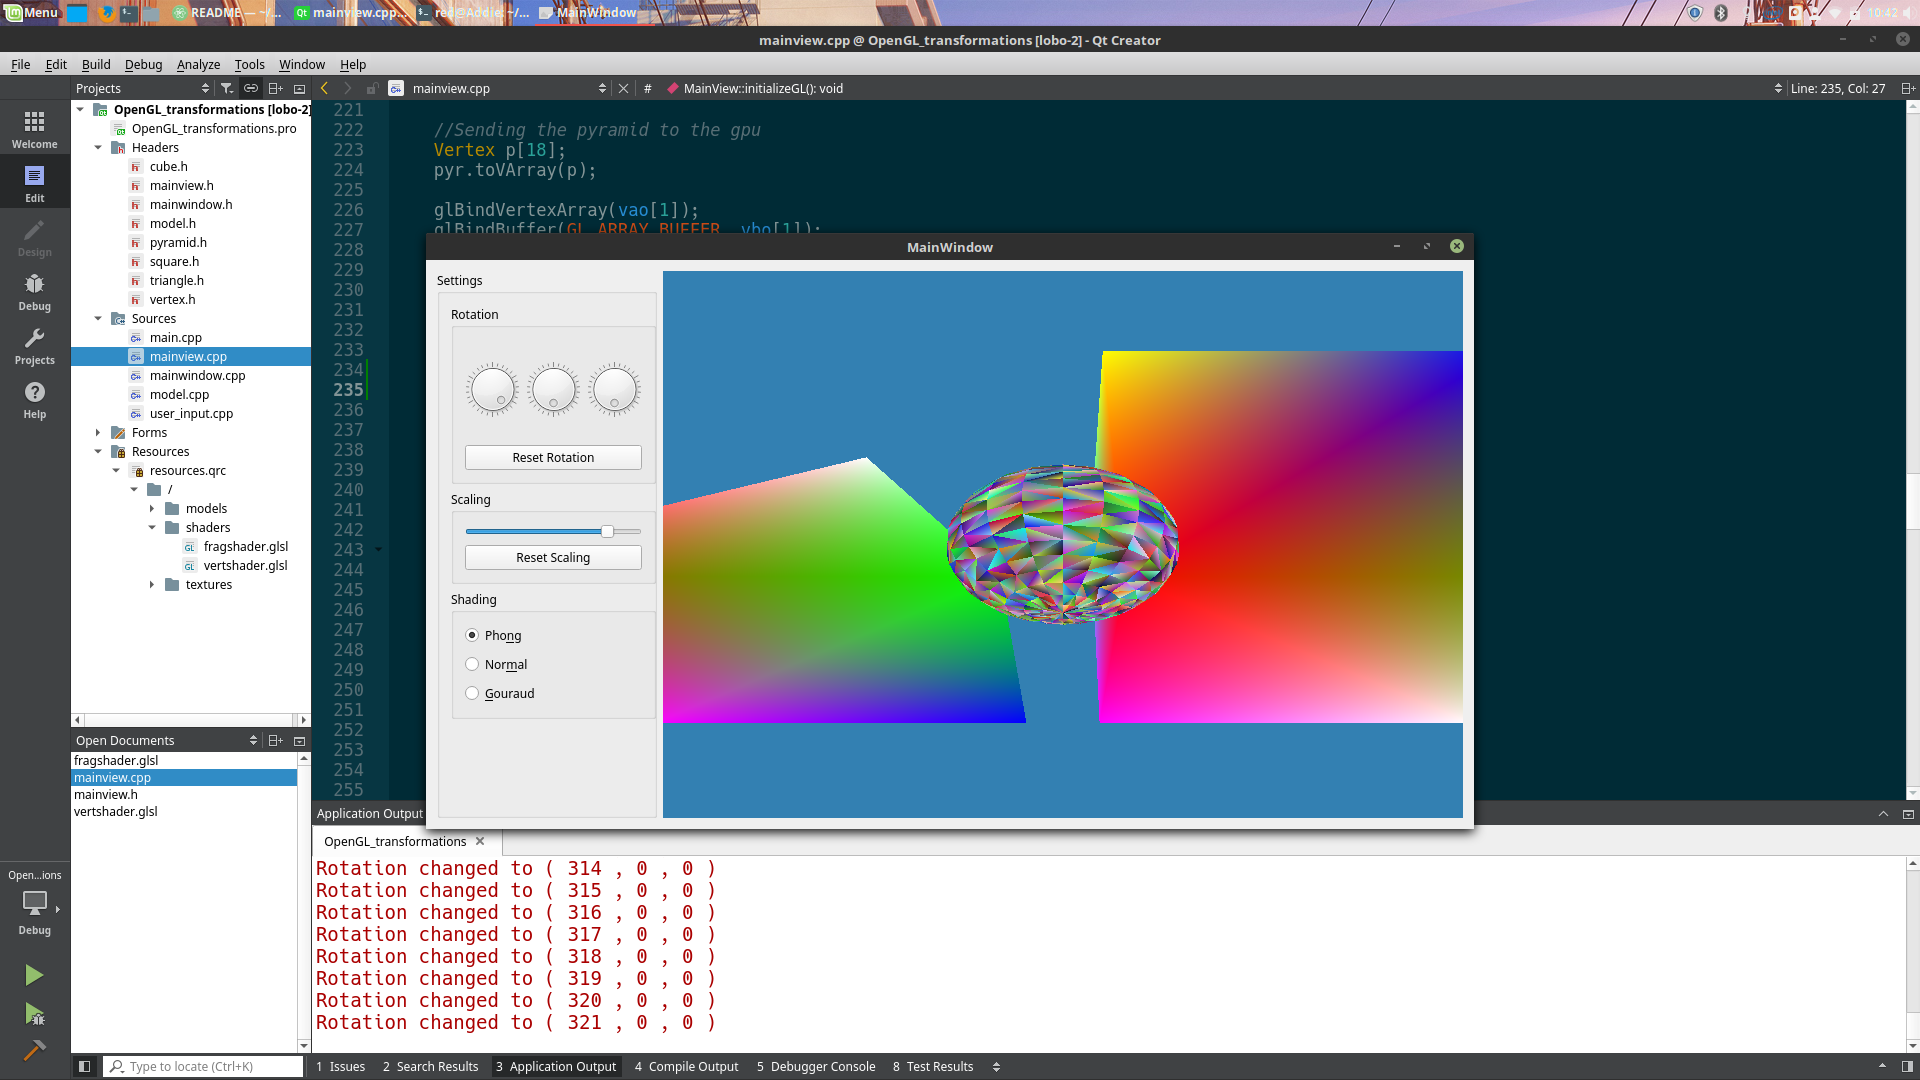 Menu
README — ~/...
mainview.cpp...
red@Addie: ~/...
MainWindow
10:42
mainview.cpp @ OpenGL_transformations [lobo-2] - Qt Creator
File Edit Build Debug Analyze Tools Window Help
Projects
mainview.cpp
# MainView::initializeGL(): void
Line: 235, Col: 27
Welcome
Edit
Design
Debug
Projects
Help
OpenGL_transformations [lobo-2]
OpenGL_transformations.pro
Headers
cube.h
mainview.h
mainwindow.h
model.h
pyramid.h
square.h
triangle.h
vertex.h
Sources
main.cpp
mainview.cpp
mainwindow.cpp
model.cpp
user_input.cpp
Forms
Resources
resources.qrc
/
models
shaders
fragshader.glsl
vertshader.glsl
textures
221
222 //Sending the pyramid to the gpu
223 Vertex p[18];
224 pyr.toVArray(p);
225
226 glBindVertexArray(vao[1]);
227 glBindBuffer(GL_ARRAY_BUFFER, vbo[1]);
228
229
230
231
232
233
234
235
236
237
238
239
240
241
242
243
244
245
246
247
248
249
250
251
252
253
254
255
MainWindow
Settings
Rotation
Reset Rotation
Scaling
Reset Scaling
Shading
Phong
Normal
Gouraud
Open Documents
fragshader.glsl
mainview.cpp
mainview.h
vertshader.glsl
Open...ions
Debug
Application Output
OpenGL_transformations
Rotation changed to ( 314 , 0 , 0 )
Rotation changed to ( 315 , 0 , 0 )
Rotation changed to ( 316 , 0 , 0 )
Rotation changed to ( 317 , 0 , 0 )
Rotation changed to ( 318 , 0 , 0 )
Rotation changed to ( 319 , 0 , 0 )
Rotation changed to ( 320 , 0 , 0 )
Rotation changed to ( 321 , 0 , 0 )
Type to locate (Ctrl+K)
1 Issues 2 Search Results 3 Application Output 4 Compile Output 5 Debugger Console 8 Test Results